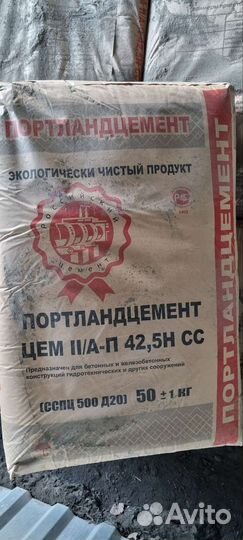 ПОРТЛАНДЦЕМЕНТ
ЭКОЛОГИЧЕСКИ ЧИСТЫЙ ПРОДУКТ
РОССИЙСКИЙ
ЦЕМЕНТ
ПОРТЛАНДЦЕМЕНТ
ЦЕМ II/А-П 42,5Н СС
Предназначен для бетонных и железобетонных
конструкций гидротехнических и других сооружений
(ССПЦ 500 Д20) 50 ± 1 КГ
ПОРТЛАНДЦЕМЕНТ
Avito